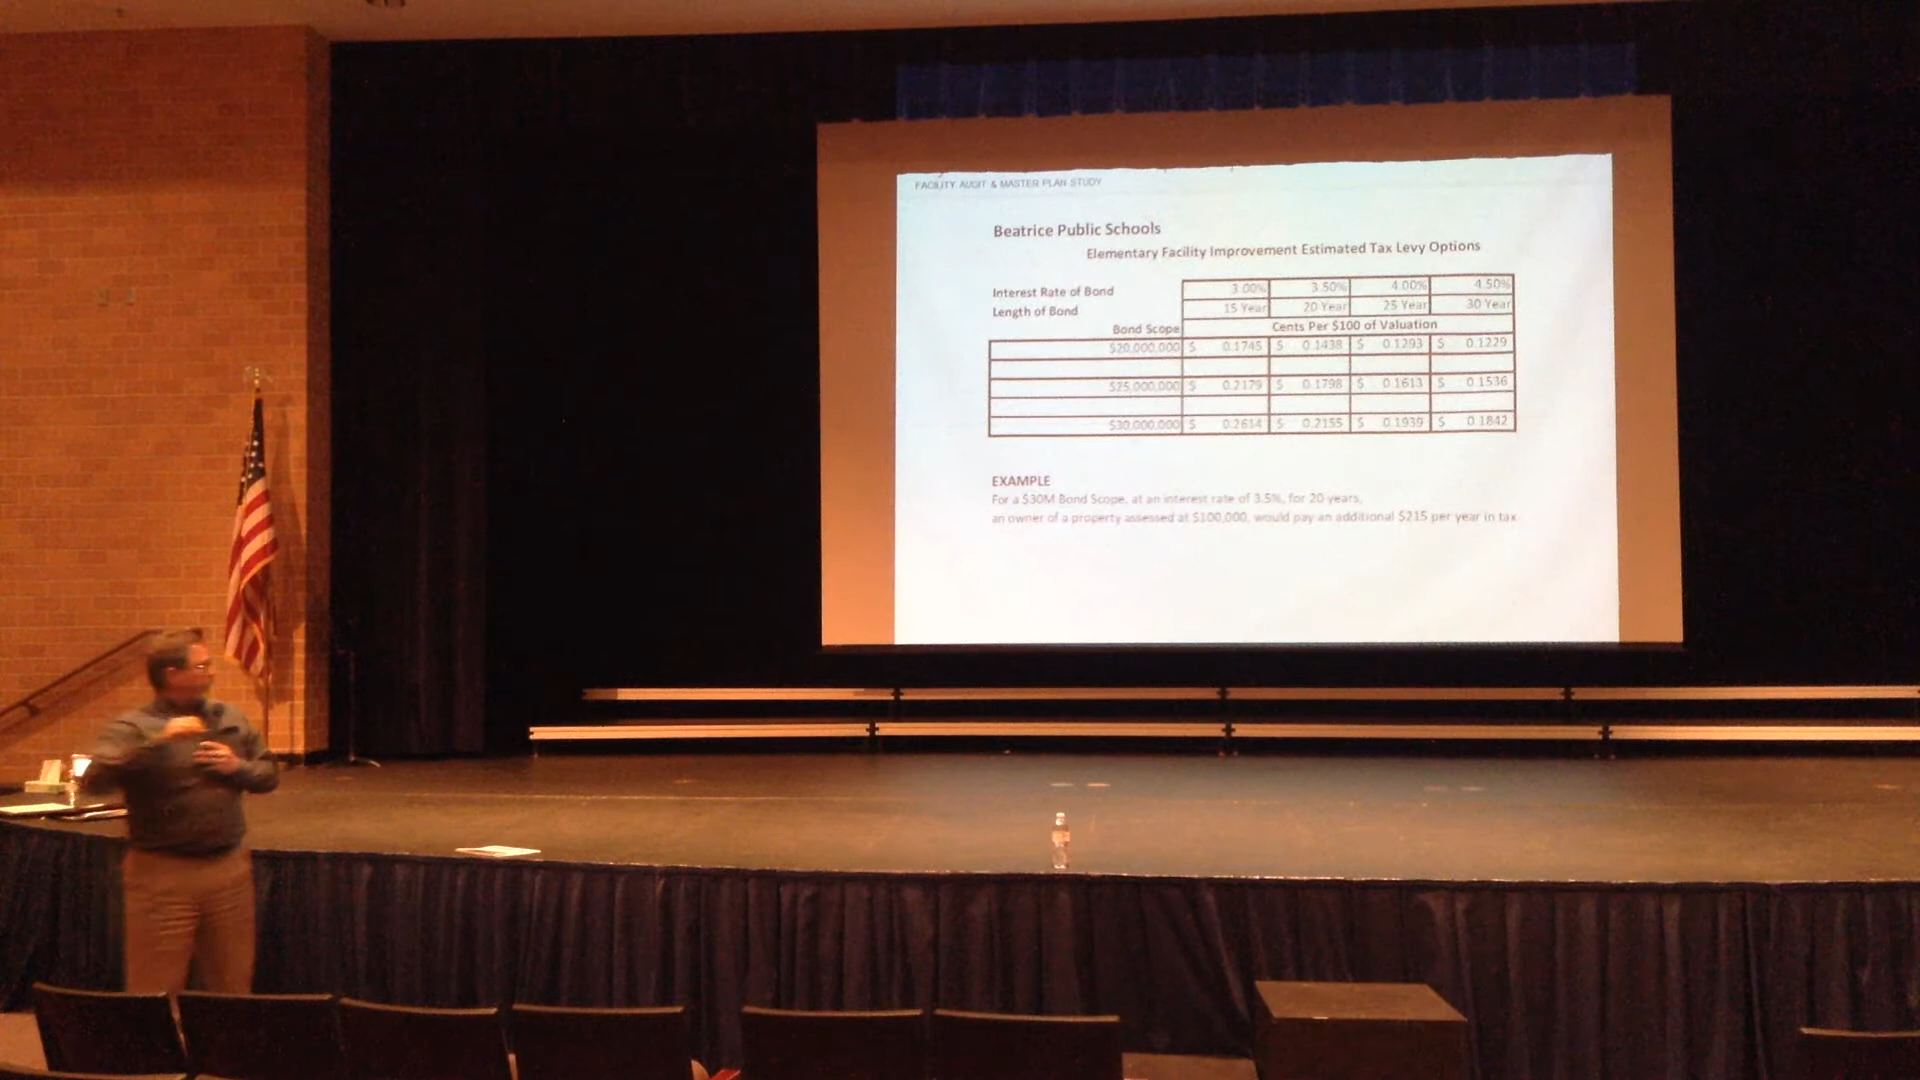 FACILITY AUDIT & MASTER PLAN STUDY
Beatrice Public Schools
Elementary Facility Improvement Estimated Tax Levy Options
Interest Rate of Bond 3.00% 3.50% 4.00% 4.50%
Length of Bond 15 Year 20 Year 25 Year 30 Year
Bond Scope Cents Per $100 of Valuation
$20,000,000 $ 0.1745 $ 0.1438 $ 0.1293 $ 0.1229
$25,000,000 $ 0.2179 $ 0.1798 $ 0.1613 $ 0.1536
$30,000,000 $ 0.2614 $ 0.2155 $ 0.1939 $ 0.1842
EXAMPLE
For a $30M Bond Scope, at an interest rate of 3.5%, for 20 years,
an owner of a property assessed at $100,000, would pay an additional $215 per year in tax